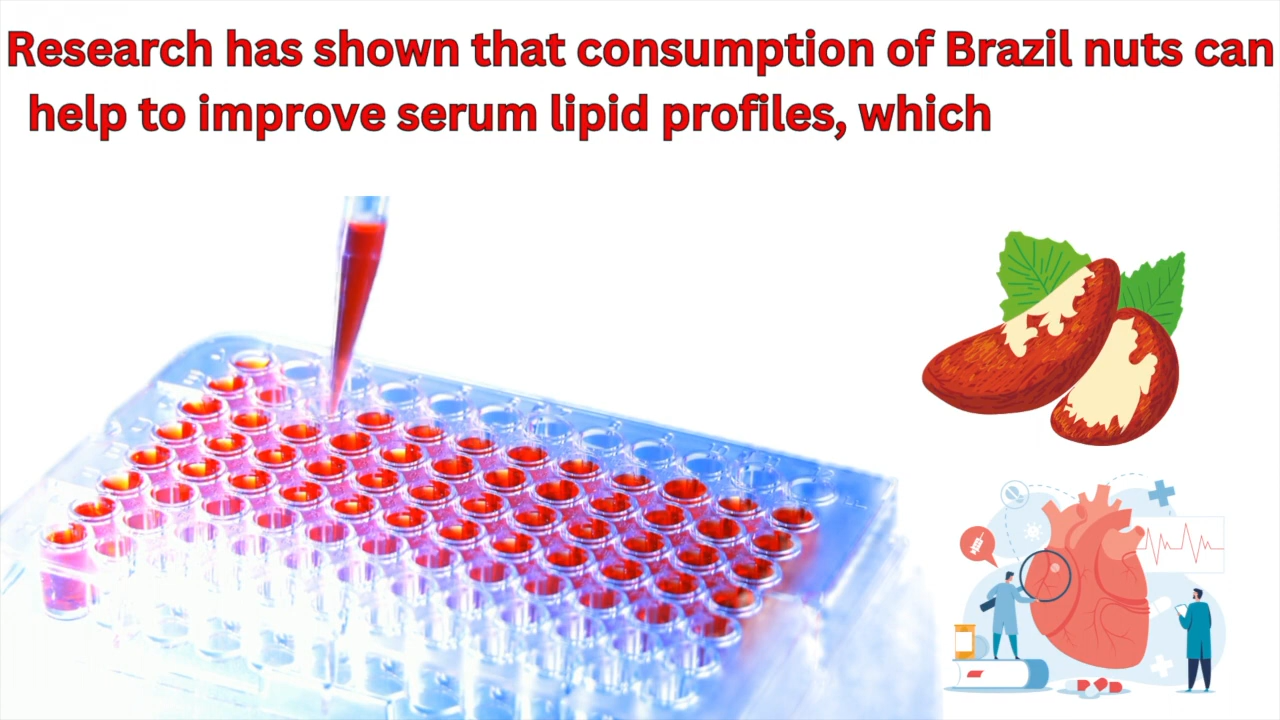 Research has shown that consumption of Brazil nuts can
help to improve serum lipid profiles, which